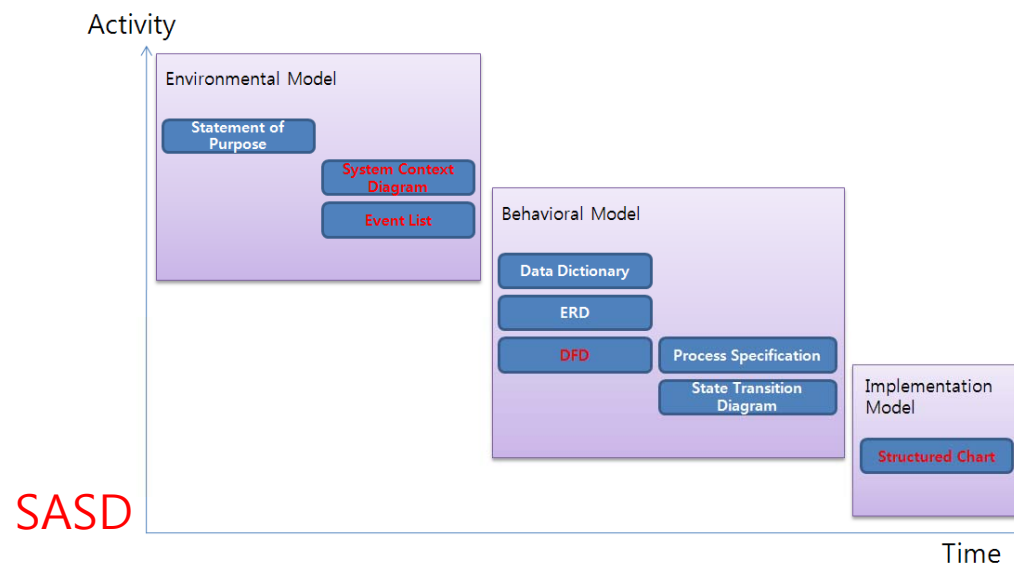 Activity
Environmental Model
Statement of
Purpose
System Context
Diagram
Event List
Behavioral Model
Data Dictionary
ERD
DFD
Process Specification
State Transition
Diagram
Implementation
Model
Structured Chart
SASD
Time